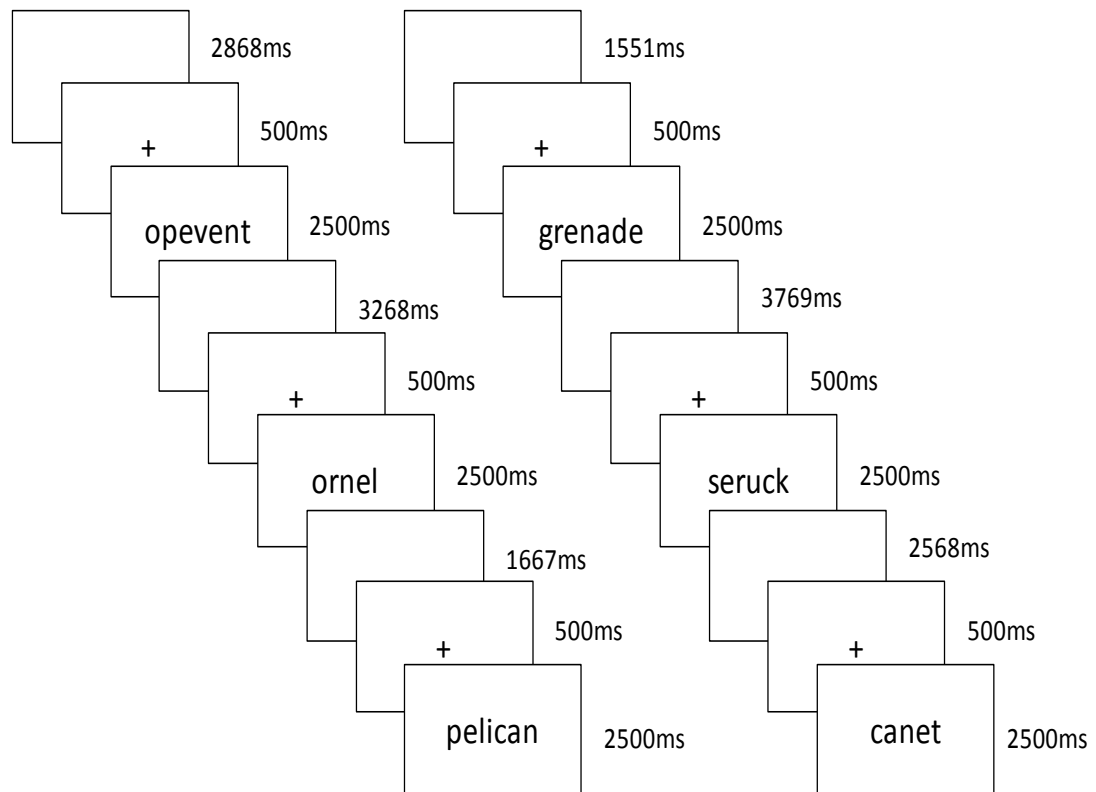 2868ms
500ms
+
opevent
2500ms
3268ms
500ms
+
ornel
2500ms
1667ms
500ms
+
pelican
2500ms
1551ms
500ms
+
grenade
2500ms
3769ms
500ms
+
seruck
2500ms
2568ms
500ms
+
canet
2500ms